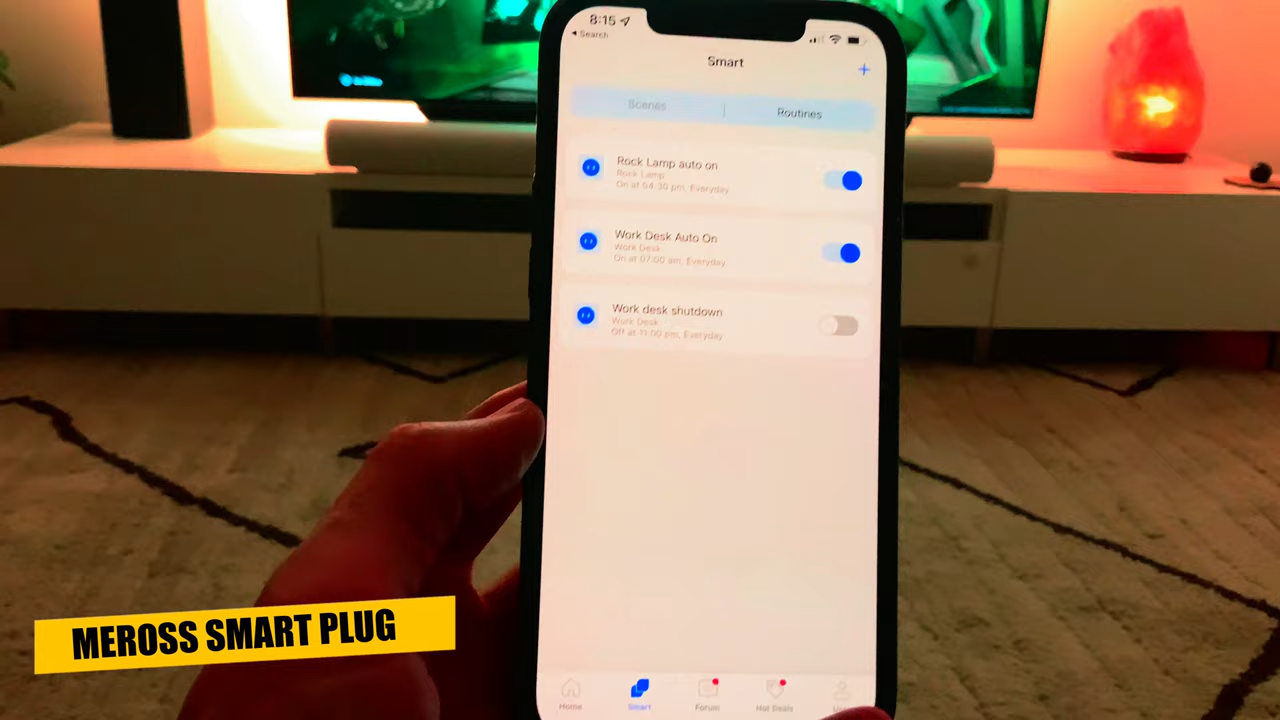 8:15
Search
Smart
+
Scenes
Routines
Rock Lamp auto on
Rock Lamp
On at 04:30 pm, Everyday
Work Desk Auto On
Work Desk
On at 07:00 am, Everyday
Work desk shutdown
Work Desk
Off at 11:00 pm, Everyday
MEROSS SMART PLUG
Home
Smart
Forum
Hot Deals